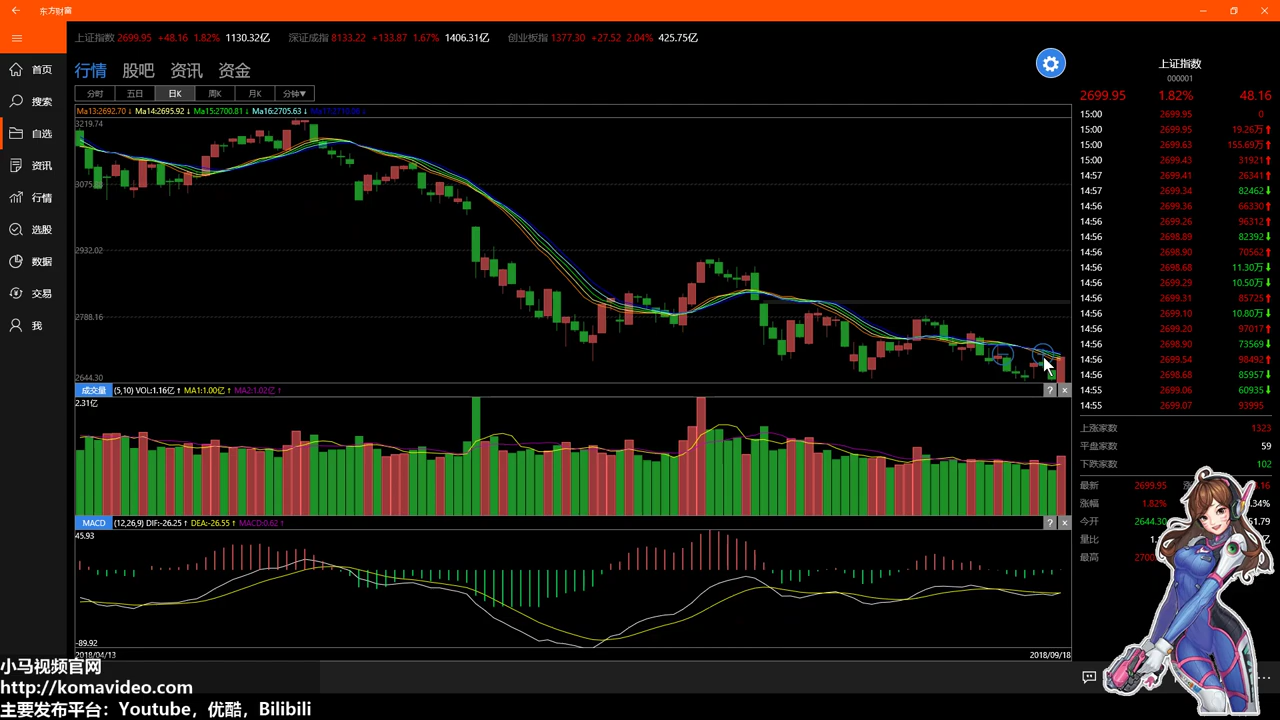 东方财富
上证指数 2699.95 +48.16 1.82% 1130.32亿 深证成指 8133.22 +133.87 1.67% 1406.31亿 创业板指 1377.30 +27.52 2.04% 425.75亿
首页
搜索
自选
资讯
行情
选股
数据
交易
我
行情 股吧 资讯 资金
分时 五日 日K 周K 月K 分钟▼
Ma13:2692.70↓ Ma14:2695.92↓ Ma15:2700.81↓ Ma16:2705.63↓
3219.74
2932.02
2788.16
2644.30
成交量 (5,10) VOL:1.16亿↑ MA1:1.00亿↑ MA2:1.02亿↑ ? ×
2.31亿
MACD (12,26,9) DIF:-26.25↑ DEA:-26.55↑ MACD:0.62↑ ? ×
45.93
-89.92
2018/04/13 2018/09/18
上证指数
000001
2699.95 1.82% 48.16
15:00 2699.95 0
15:00 2699.95 19.26万↑
15:00 2699.63 155.69万↑
15:00 2699.43 31921↑
14:57 2699.41 26341↑
14:57 2699.34 82462↓
14:56 2699.36 66330↑
14:56 2699.26 96312↑
14:56 2698.89 82392↓
14:56 2698.90 70562↑
14:56 2698.68 11.30万↓
14:56 2699.29 10.50万↓
14:56 2699.31 85725↑
14:56 2699.10 10.80万↓
14:56 2699.20 97017↑
14:56 2698.90 73569↓
14:56 2699.54 98492↑
14:56 2698.68 85957↓
14:55 2699.06 60935↓
14:55 2699.07 93995
上涨家数 1323
平盘家数 59
下跌家数 102
最新 2699.95
涨幅 1.82%
今开 2644.30
量比
最高
小马视频官网
http://komavideo.com
主要发布平台：Youtube，优酷，Bilibili